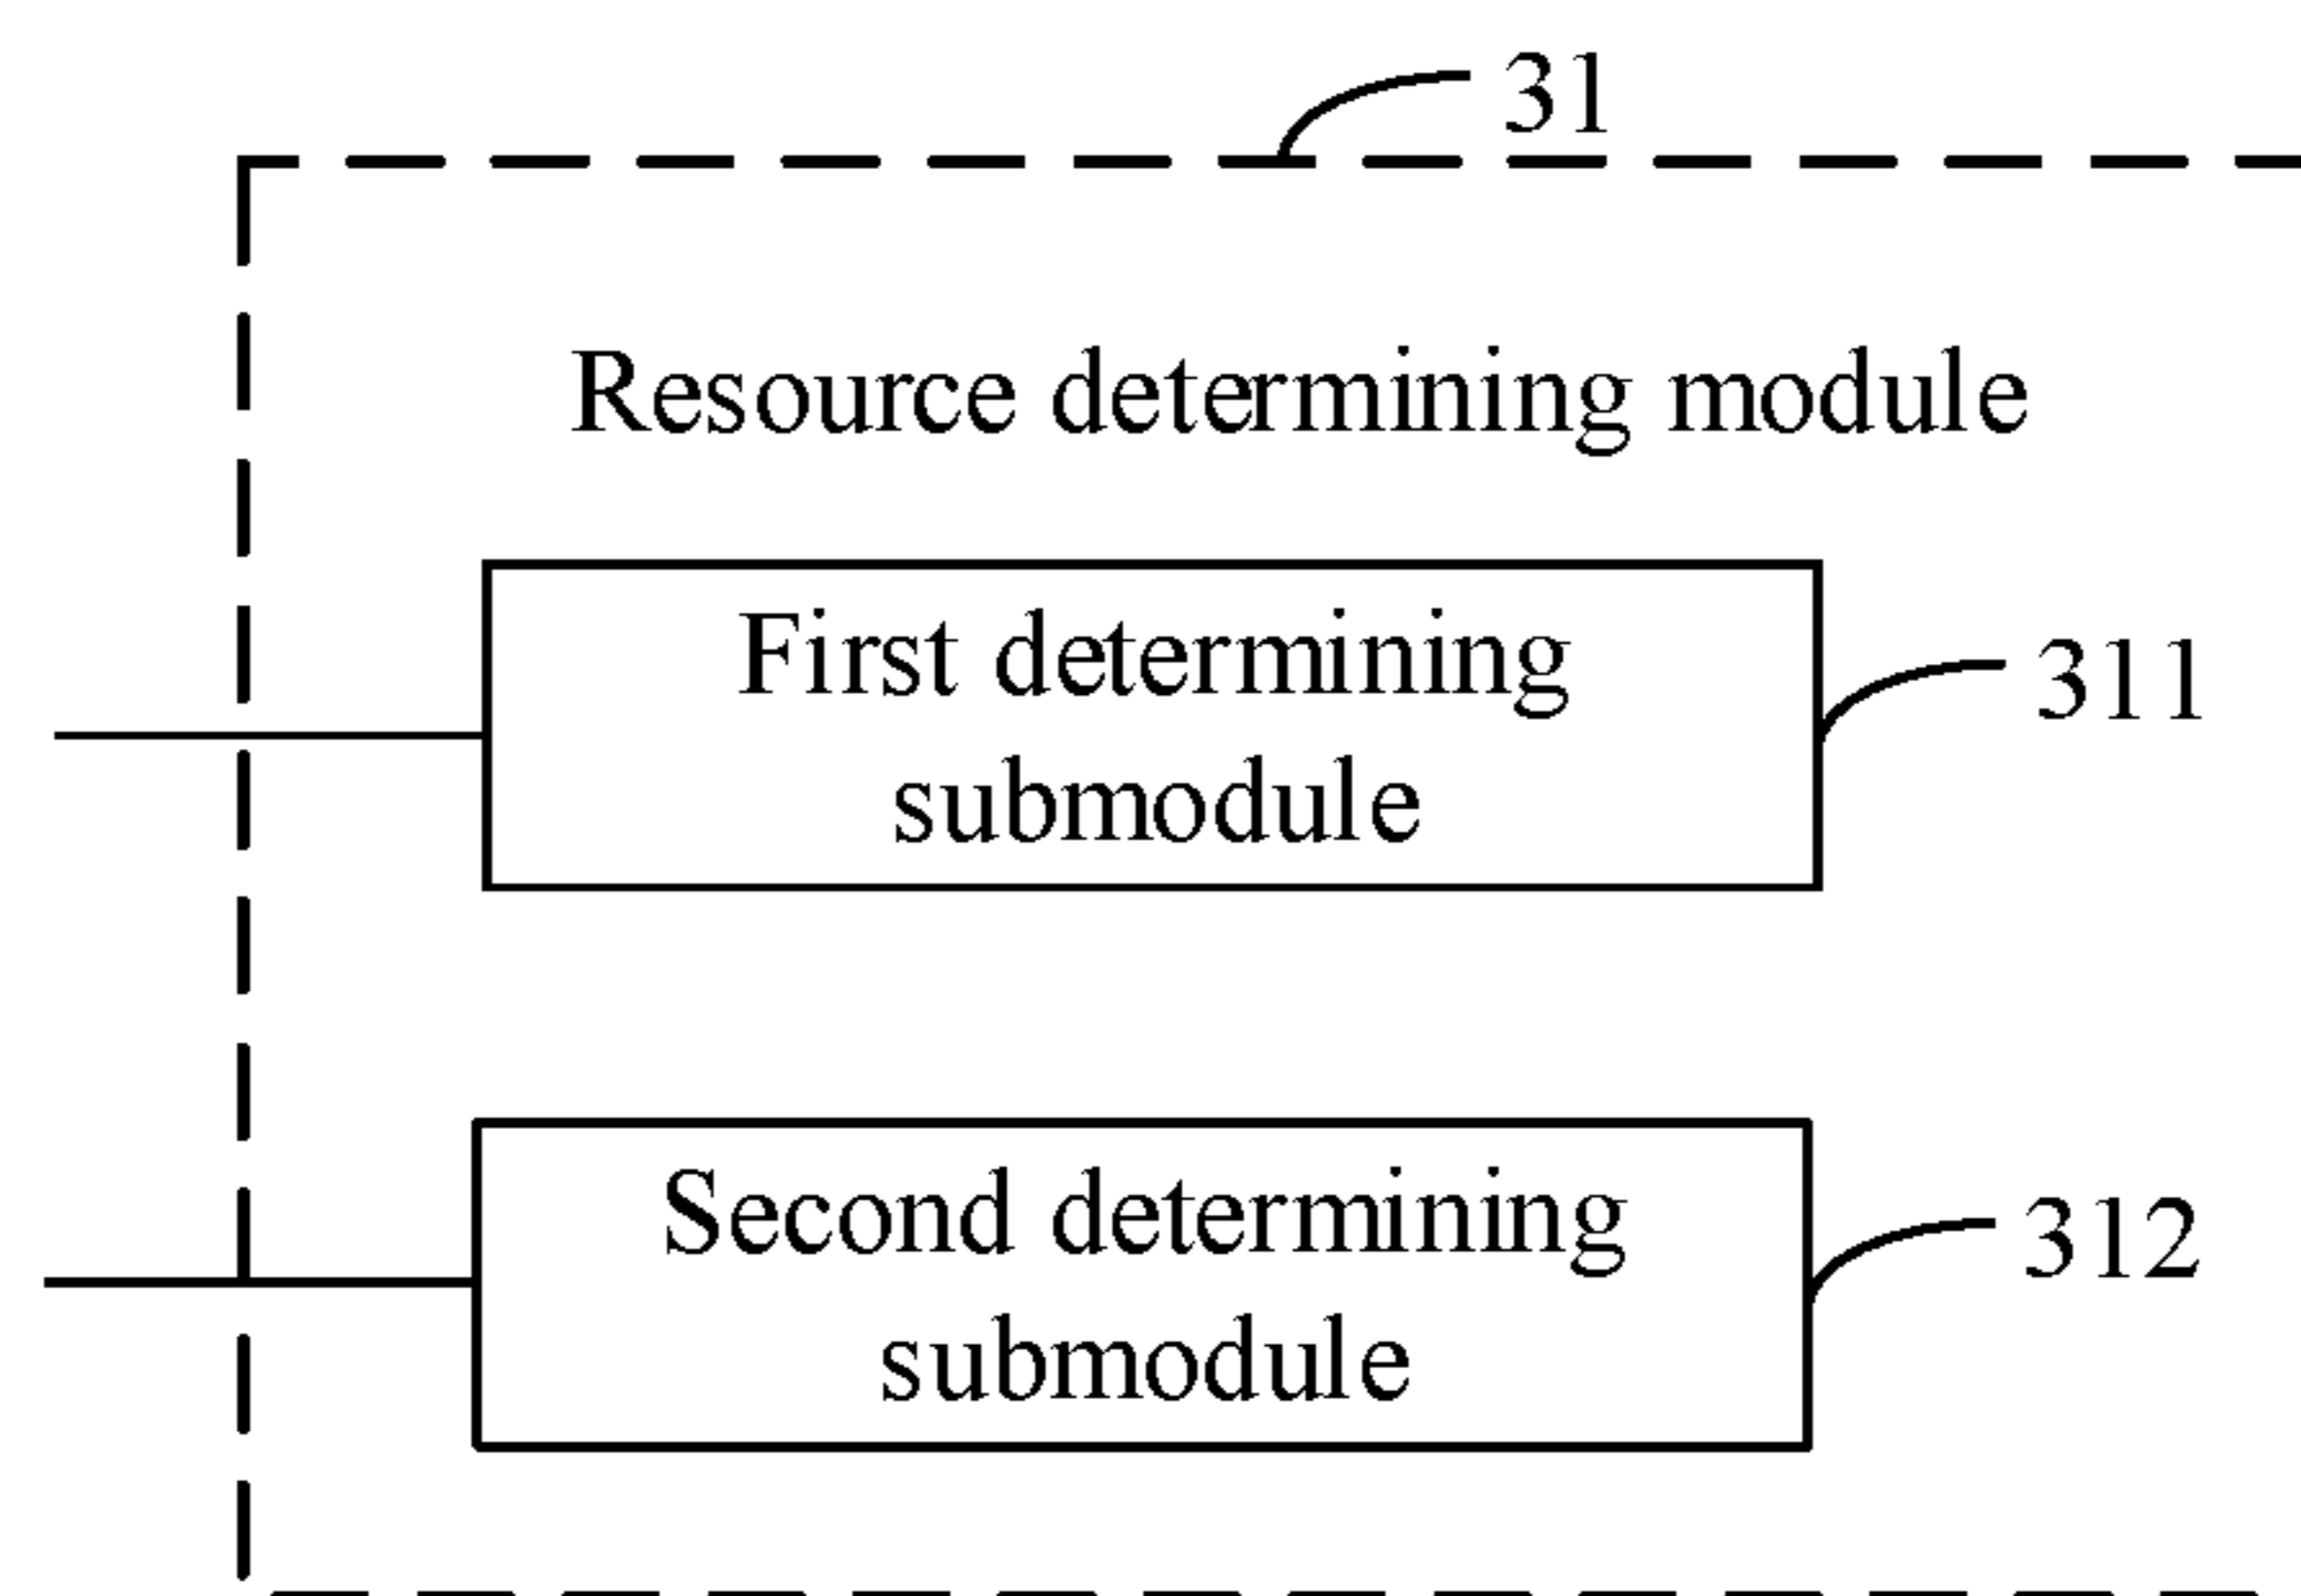 31
Resource determining module
First determining
submodule
311
Second determining
submodule
312